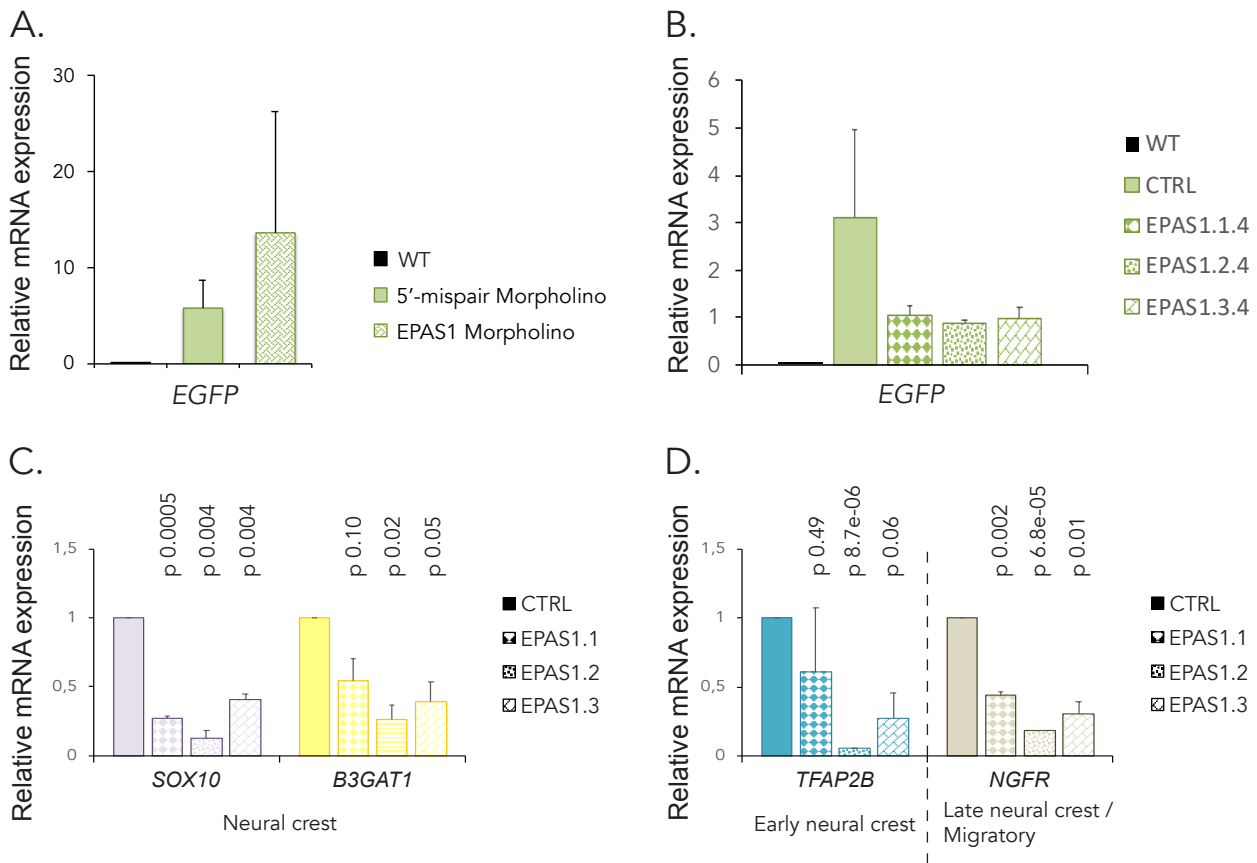 A.
Relative mRNA expression
30
20
10
0
EGFP
WT
5'-mispair Morpholino
EPAS1 Morpholino
B.
Relative mRNA expression
6
5
4
3
2
1
0
EGFP
WT
CTRL
EPAS1.1.4
EPAS1.2.4
EPAS1.3.4
C.
Relative mRNA expression
1,5
1
0,5
0
p 0.0005
p 0.004
p 0.004
p 0.10
p 0.02
p 0.05
SOX10
B3GAT1
Neural crest
CTRL
EPAS1.1
EPAS1.2
EPAS1.3
D.
Relative mRNA expression
1,5
1
0,5
0
p 0.49
p 8.7e-06
p 0.06
p 0.002
p 6.8e-05
p 0.01
TFAP2B
NGFR
Early neural crest
Late neural crest /
Migratory
CTRL
EPAS1.1
EPAS1.2
EPAS1.3